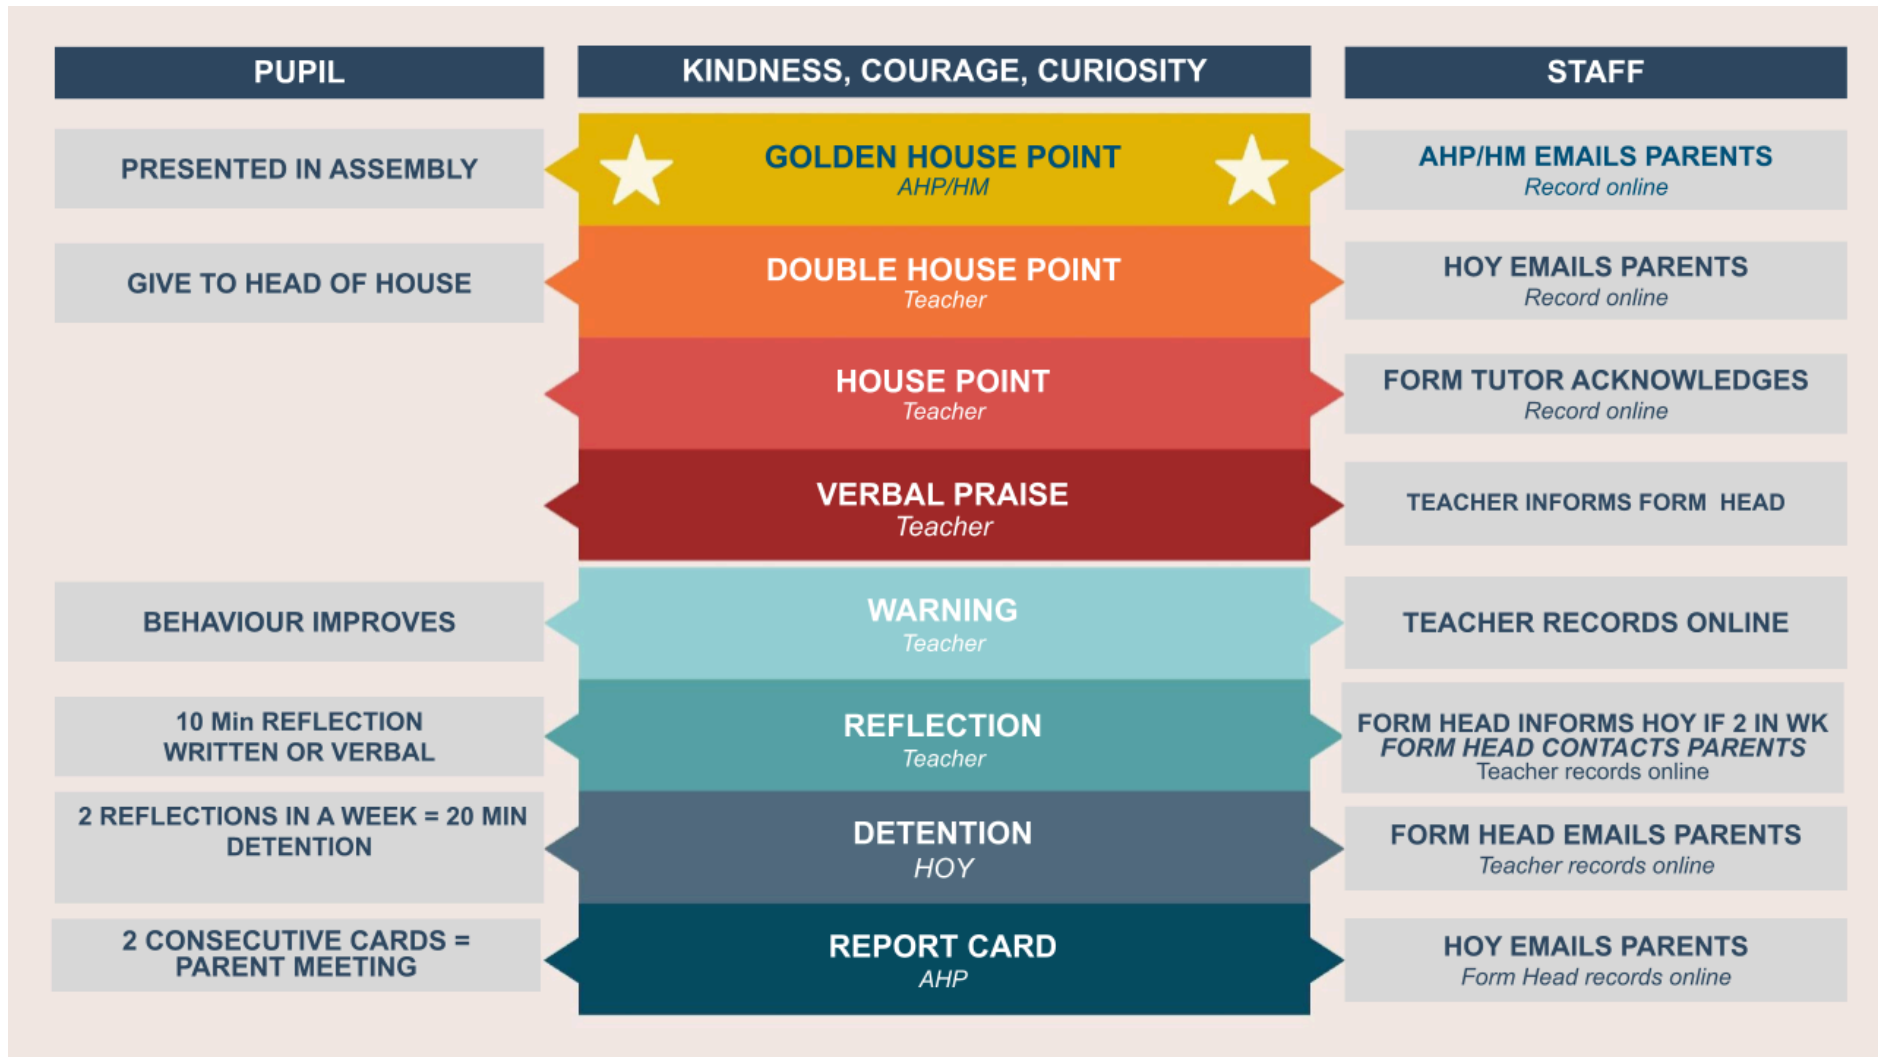 PUPIL
KINDNESS, COURAGE, CURIOSITY
STAFF
PRESENTED IN ASSEMBLY
GOLDEN HOUSE POINT
AHP/HM
AHP/HM EMAILS PARENTS
Record online
GIVE TO HEAD OF HOUSE
DOUBLE HOUSE POINT
Teacher
HOY EMAILS PARENTS
Record online
HOUSE POINT
Teacher
FORM TUTOR ACKNOWLEDGES
Record online
VERBAL PRAISE
Teacher
TEACHER INFORMS FORM HEAD
BEHAVIOUR IMPROVES
WARNING
Teacher
TEACHER RECORDS ONLINE
10 Min REFLECTION
WRITTEN OR VERBAL
REFLECTION
Teacher
FORM HEAD INFORMS HOY IF 2 IN WK
FORM HEAD CONTACTS PARENTS
Teacher records online
2 REFLECTIONS IN A WEEK = 20 MIN
DETENTION
DETENTION
HOY
FORM HEAD EMAILS PARENTS
Teacher records online
2 CONSECUTIVE CARDS =
PARENT MEETING
REPORT CARD
AHP
HOY EMAILS PARENTS
Form Head records online